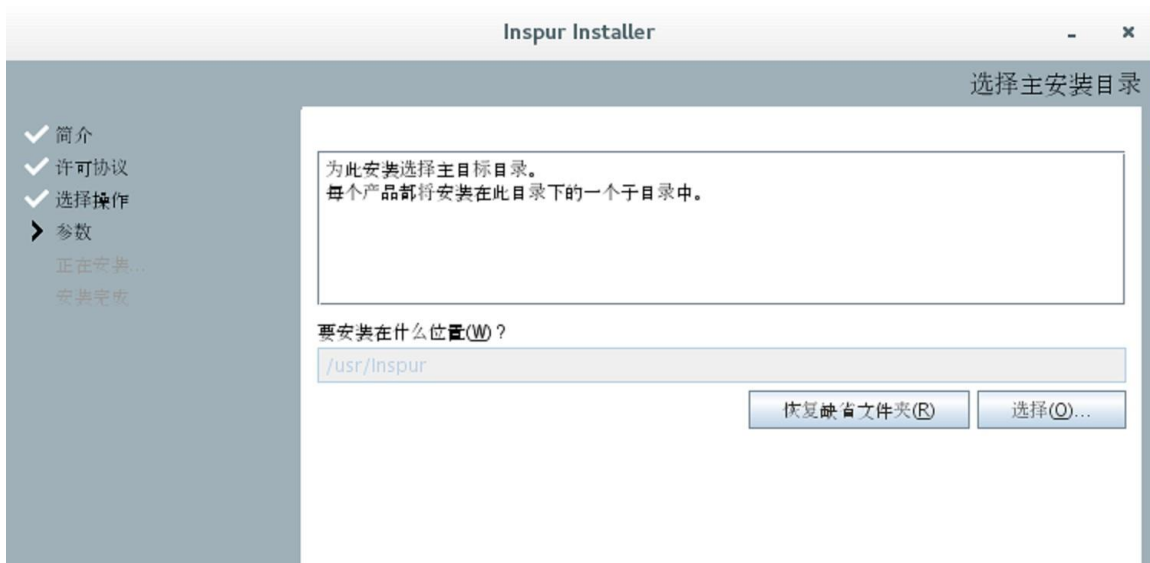 Inspur Installer
选择主安装目录
简介
许可协议
选择操作
参数
正在安装...
安装完成
为此安装选择主目标目录。
每个产品都将安装在此目录下的一个子目录中。
要安装在什么位置(W)?
/usr/Inspur
恢复缺省文件夹(R)
选择(O)...